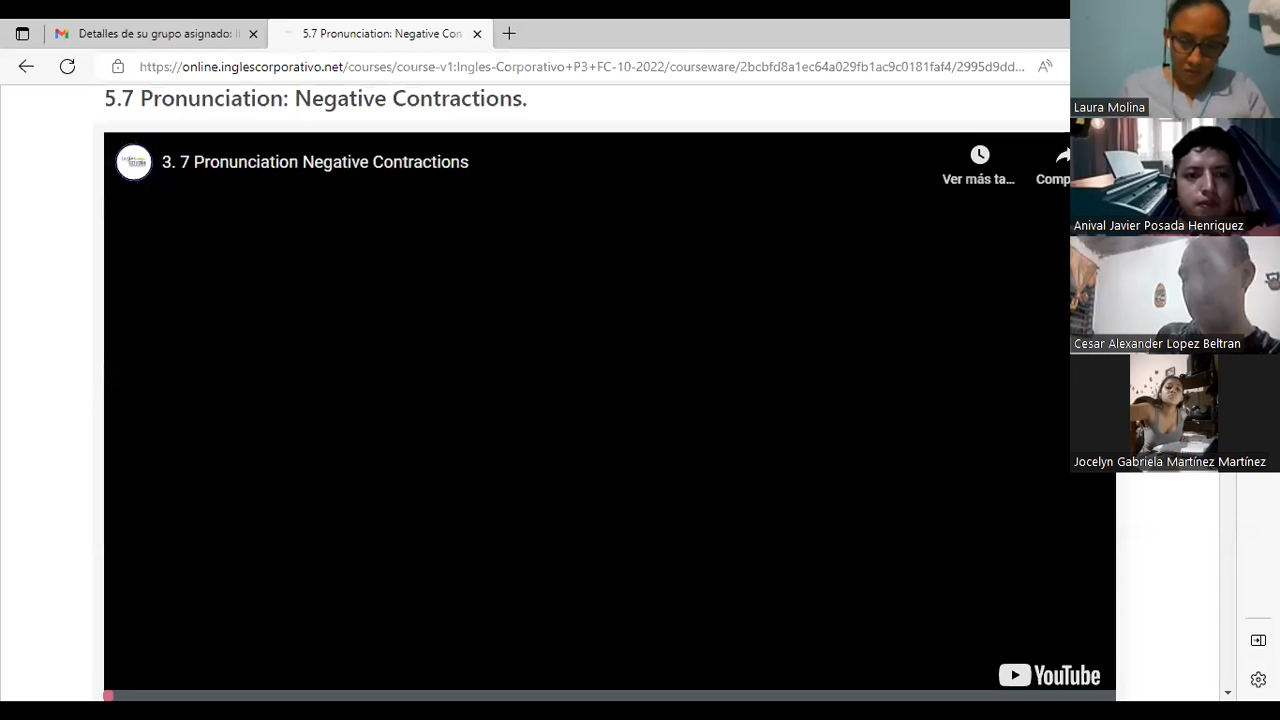 Detalles de su grupo asignado: li
5.7 Pronunciation: Negative Con
https://online.inglescorporativo.net/courses/course-v1:Ingles-Corporativo+P3+FC-10-2022/courseware/2bcbfd8a1ec64a029fb1ac9c0181faf4/2995d9dd...
5.7 Pronunciation: Negative Contractions.
3. 7 Pronunciation Negative Contractions
Ver más ta...
Comp
YouTube
Laura Molina
Anival Javier Posada Henriquez
Cesar Alexander Lopez Beltran
Jocelyn Gabriela Martínez Martínez